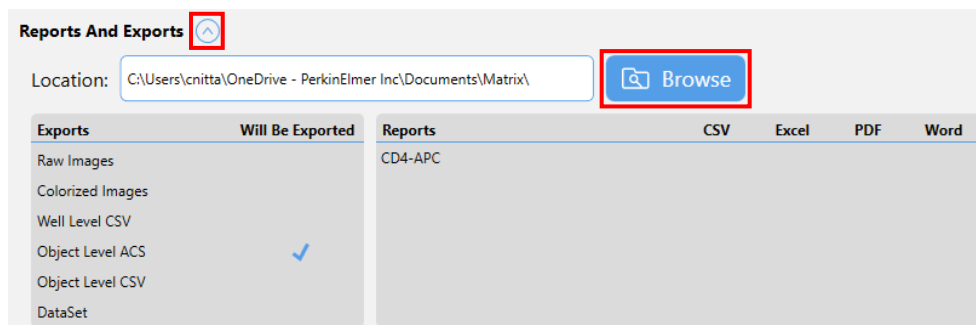 Reports And Exports
Location: C:\Users\cnitta\OneDrive - PerkinElmer Inc\Documents\Matrix\ Browse
Exports Will Be Exported Reports CSV Excel PDF Word
Raw Images CD4-APC
Colorized Images
Well Level CSV
Object Level ACS
Object Level CSV
DataSet